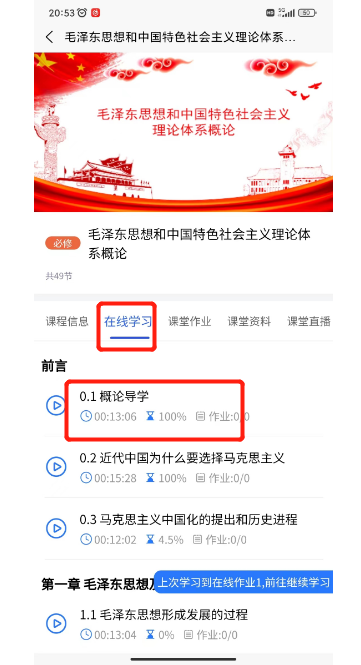 20:53
毛泽东思想和中国特色社会主义理论体系...
毛泽东思想和中国特色社会主义
理论体系概论
必修
毛泽东思想和中国特色社会主义理论体
系概论
共49节
课程信息 在线学习 课堂作业 课堂资料 课堂直播
前言
0.1 概论导学
00:13:06 100% 作业:0/0
0.2 近代中国为什么要选择马克思主义
00:15:28 100% 作业:0/0
0.3 马克思主义中国化的提出和历史进程
00:12:02 4.5% 作业:0/0
第一章 毛泽东思想及
上次学习到在线作业1,前往继续学习
1.1 毛泽东思想形成发展的过程
00:13:04 0% 作业:0/0